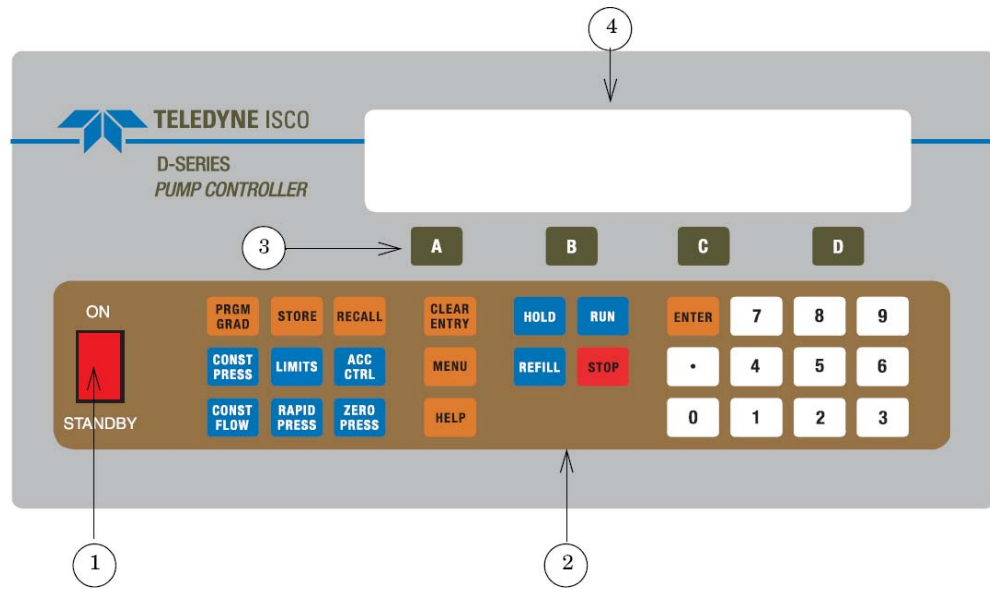 4
TELEDYNE ISCO
D-SERIES
PUMP CONTROLLER
3
A B C D
ON
STANDBY
PRGM GRAD
STORE
RECALL
CONST PRESS
LIMITS
ACC CTRL
CONST FLOW
RAPID PRESS
ZERO PRESS
CLEAR ENTRY
MENU
HELP
HOLD
RUN
REFILL
STOP
ENTER 7 8 9
. 4 5 6
0 1 2 3
1
2